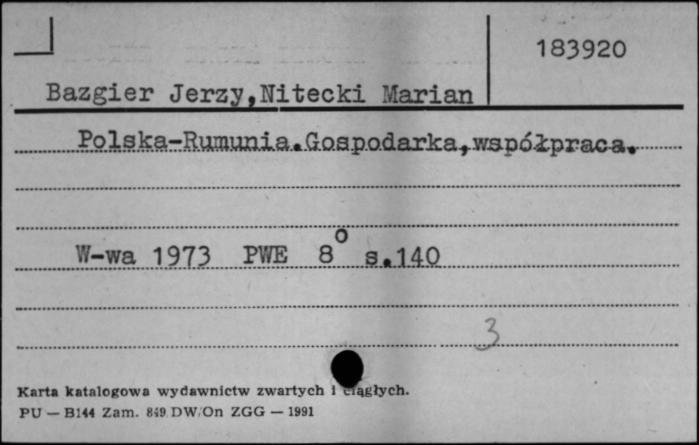 183920
Bazgier Jerzy,Nitecki Marian
Polska-Rumunia.Gospodarka,współpraca.
W-wa 1973 PWE 8° s.140
3
Karta katalogowa wydawnictw zwartych i ciągłych.
PU — B144 Zam. 849 DW/On ZGG — 1991